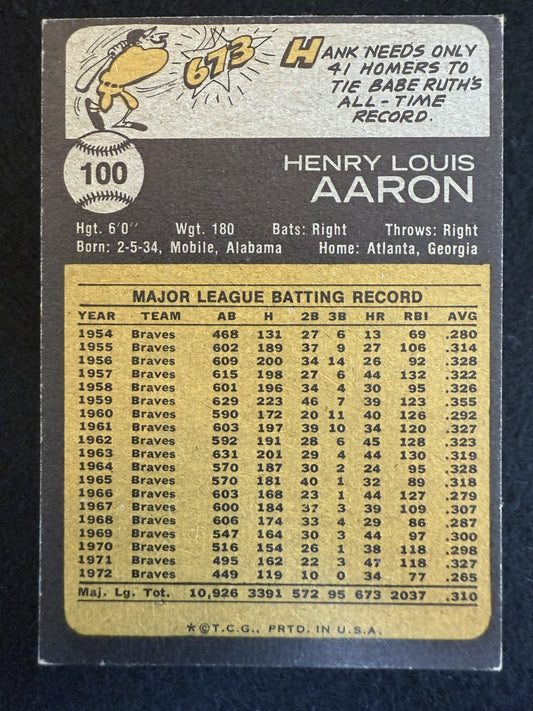 673
HANK NEEDS ONLY
41 HOMERS TO
TIE BABE RUTH'S
ALL-TIME
RECORD.
100
HENRY LOUIS
AARON
Hgt. 6'0" Wgt. 180 Bats: Right Throws: Right
Born: 2-5-34, Mobile, Alabama Home: Atlanta, Georgia
MAJOR LEAGUE BATTING RECORD
YEAR TEAM AB H 2B 3B HR RBI AVG
1954 Braves 468 131 27 6 13 69 .280
1955 Braves 602 189 37 9 27 106 .314
1956 Braves 609 200 34 14 26 92 .328
1957 Braves 615 198 27 6 44 132 .322
1958 Braves 601 196 34 4 30 95 .326
1959 Braves 629 223 46 7 39 123 .355
1960 Braves 590 172 20 11 40 126 .292
1961 Braves 603 197 39 10 34 120 .327
1962 Braves 592 191 28 6 45 128 .323
1963 Braves 631 201 29 4 44 130 .319
1964 Braves 570 187 30 2 24 95 .328
1965 Braves 570 181 40 1 32 89 .318
1966 Braves 603 168 23 1 44 127 .279
1967 Braves 600 184 37 3 39 109 .307
1968 Braves 606 174 33 4 29 86 .287
1969 Braves 547 164 30 3 44 97 .300
1970 Braves 516 154 26 1 38 118 .298
1971 Braves 495 162 22 3 47 118 .327
1972 Braves 449 119 10 0 34 77 .265
Maj. Lg. Tot. 10,926 3391 572 95 673 2037 .310
*©T.C.G., PRTD. IN U.S.A.